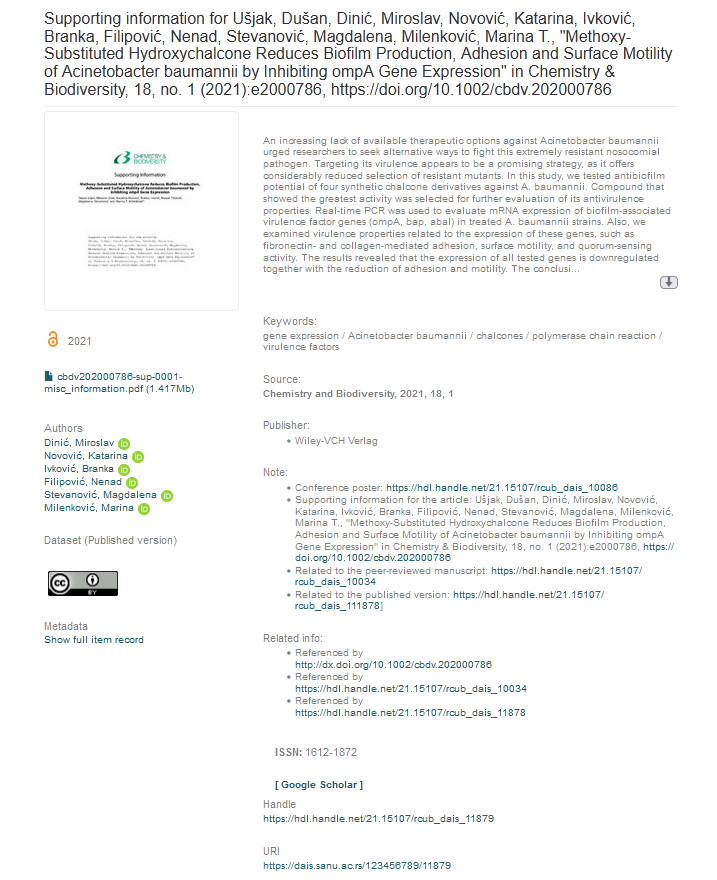 Supporting information for Ušjak, Dušan, Dinić, Miroslav, Novović, Katarina, Ivković,
Branka, Filipović, Nenad, Stevanović, Magdalena, Milenković, Marina T., "Methoxy-
Substituted Hydroxychalcone Reduces Biofilm Production, Adhesion and Surface Motility
of Acinetobacter baumannii by Inhibiting ompA Gene Expression" in Chemistry &
Biodiversity, 18, no. 1 (2021):e2000786, https://doi.org/10.1002/cbdv.202000786
CHEMISTRY &
BIODIVERSITY
Supporting Information
Methoxy-Substituted Hydroxychalcone Reduces Biofilm Production,
Adhesion and Surface Motility of Acinetobacter baumannii by
Inhibiting ompA Gene Expression
2021
cbdv202000786-sup-0001-
misc_information.pdf (1.417Mb)
Authors
Dinić, Miroslav
Novović, Katarina
Ivković, Branka
Filipović, Nenad
Stevanović, Magdalena
Milenković, Marina
Dataset (Published version)
CC
BY
Metadata
Show full item record
An increasing lack of available therapeutic options against Acinetobacter baumannii
urged researchers to seek alternative ways to fight this extremely resistant nosocomial
pathogen. Targeting its virulence appears to be a promising strategy, as it offers
considerably reduced selection of resistant mutants. In this study, we tested antibiofilm
potential of four synthetic chalcone derivatives against A. baumannii. Compound that
showed the greatest activity was selected for further evaluation of its antivirulence
properties. Real-time PCR was used to evaluate mRNA expression of biofilm-associated
virulence factor genes (ompA, bap, abaI) in treated A. baumannii strains. Also, we
examined virulence properties related to the expression of these genes, such as
fibronectin- and collagen-mediated adhesion, surface motility, and quorum-sensing
activity. The results revealed that the expression of all tested genes is downregulated
together with the reduction of adhesion and motility. The conclusi...
Keywords:
gene expression / Acinetobacter baumannii / chalcones / polymerase chain reaction /
virulence factors
Source:
Chemistry and Biodiversity, 2021, 18, 1
Publisher:
• Wiley-VCH Verlag
Note:
• Conference poster: https://hdl.handle.net/21.15107/rcub_dais_10086
• Supporting information for the article: Ušjak, Dušan, Dinić, Miroslav, Novović,
Katarina, Ivković, Branka, Filipović, Nenad, Stevanović, Magdalena, Milenković,
Marina T., "Methoxy-Substituted Hydroxychalcone Reduces Biofilm Production,
Adhesion and Surface Motility of Acinetobacter baumannii by Inhibiting ompA
Gene Expression" in Chemistry & Biodiversity, 18, no. 1 (2021):e2000786, https://
doi.org/10.1002/cbdv.202000786
• Related to the peer-reviewed manuscript: https://hdl.handle.net/21.15107/
rcub_dais_10034
• Related to the published version: https://hdl.handle.net/21.15107/
rcub_dais_111878]
Related info:
• Referenced by
http://dx.doi.org/10.1002/cbdv.202000786
• Referenced by
https://hdl.handle.net/21.15107/rcub_dais_10034
• Referenced by
https://hdl.handle.net/21.15107/rcub_dais_11878
ISSN: 1612-1872
[ Google Scholar ]
Handle
https://hdl.handle.net/21.15107/rcub_dais_11879
URI
https://dais.sanu.ac.rs/123456789/11879